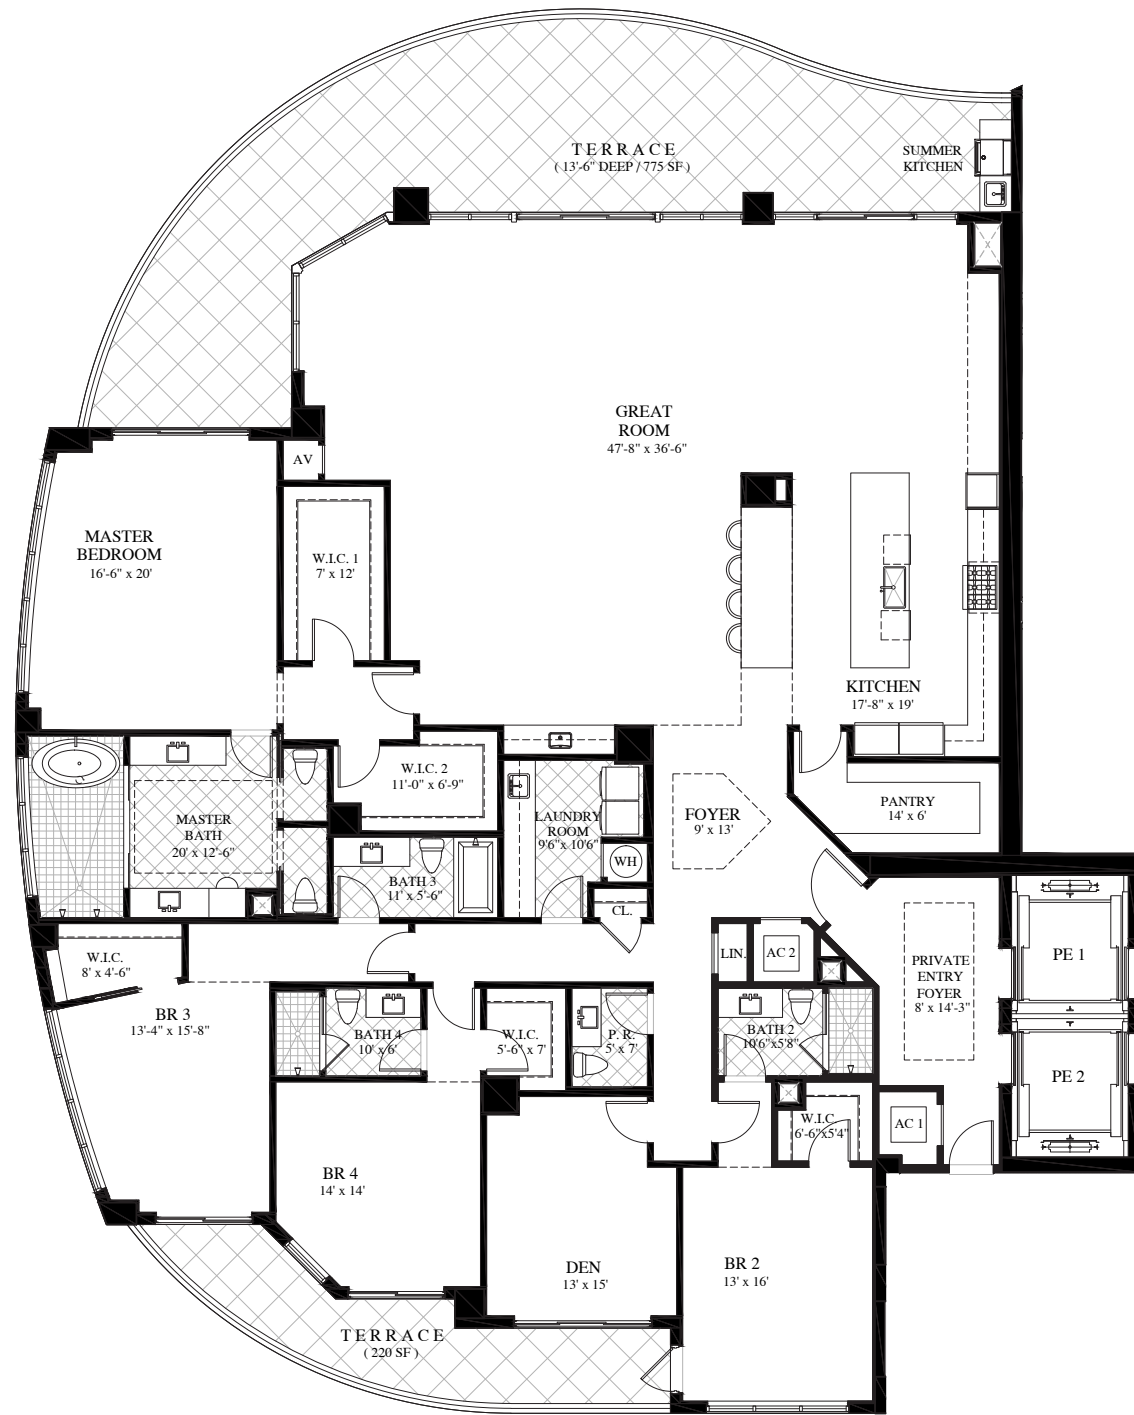 TERRACE
( 13'-6" DEEP / 775 SF )
SUMMER
KITCHEN
GREAT
ROOM
47'-8" x 36'-6"
AV
MASTER
BEDROOM
16'-6" x 20'
W.I.C. 1
7' x 12'
KITCHEN
17'-8" x 19'
W.I.C. 2
11'-0" x 6'-9"
MASTER
BATH
20' x 12'-6"
LAUNDRY
ROOM
9'6"x 10'6"
FOYER
9' x 13'
PANTRY
14' x 6'
WH
BATH 3
11' x 5'-6"
CL.
W.I.C.
8' x 4'-6"
LIN.
AC 2
PRIVATE
ENTRY
FOYER
8' x 14'-3"
PE 1
BR 3
13'-4" x 15'-8"
BATH 4
10' x 6'
W.I.C.
5'-6" x 7'
P. R.
5' x 7'
BATH 2
10'6"x5'8"
PE 2
W.I.C.
6'-6"x5'4"
AC 1
BR 4
14' x 14'
DEN
13' x 15'
BR 2
13' x 16'
TERRACE
( 220 SF )